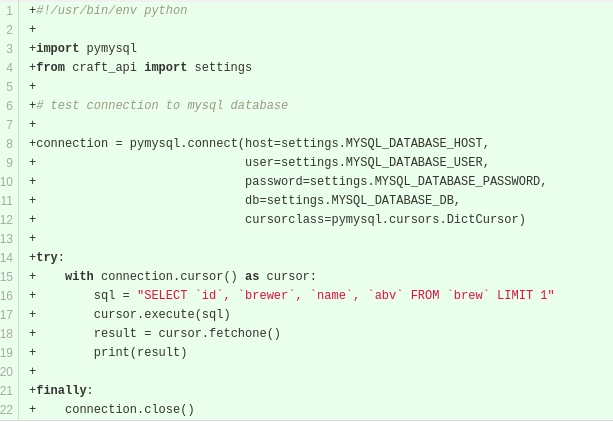 1 +#!/usr/bin/env python
2 +
3 +import pymysql
4 +from craft_api import settings
5 +
6 +# test connection to mysql database
7 +
8 +connection = pymysql.connect(host=settings.MYSQL_DATABASE_HOST,
9 +                             user=settings.MYSQL_DATABASE_USER,
10 +                             password=settings.MYSQL_DATABASE_PASSWORD,
11 +                             db=settings.MYSQL_DATABASE_DB,
12 +                             cursorclass=pymysql.cursors.DictCursor)
13 +
14 +try:
15 +    with connection.cursor() as cursor:
16 +        sql = "SELECT `id`, `brewer`, `name`, `abv` FROM `brew` LIMIT 1"
17 +        cursor.execute(sql)
18 +        result = cursor.fetchone()
19 +        print(result)
20 +
21 +finally:
22 +    connection.close()